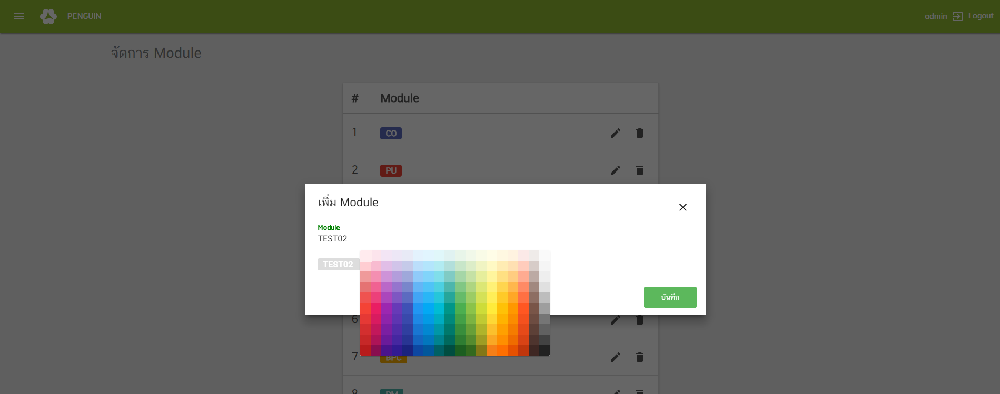 PENGUIN
admin Logout
จัดการ Module
# Module
1 CO
2 PU
เพิ่ม Module
Module
TEST02
TEST02
บันทึก
6
7 BPC
8